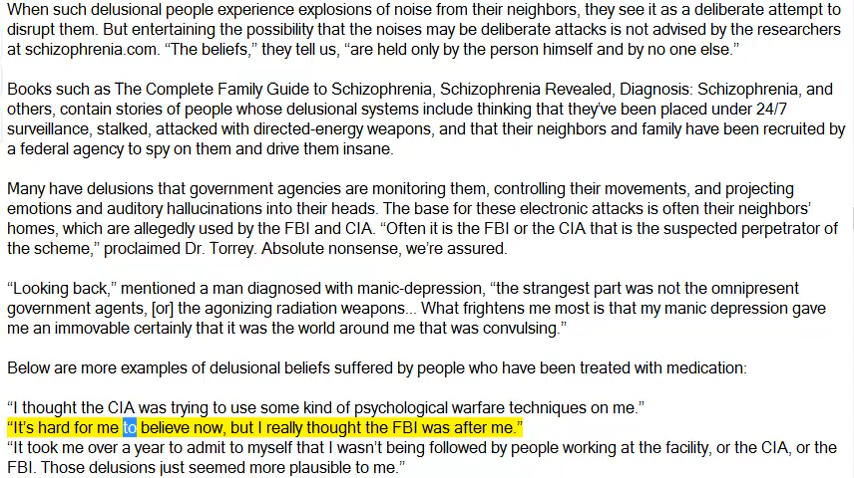 When such delusional people experience explosions of noise from their neighbors, they see it as a deliberate attempt to
disrupt them. But entertaining the possibility that the noises may be deliberate attacks is not advised by the researchers
at schizophrenia.com. “The beliefs,” they tell us, “are held only by the person himself and by no one else.”
Books such as The Complete Family Guide to Schizophrenia, Schizophrenia Revealed, Diagnosis: Schizophrenia, and
others, contain stories of people whose delusional systems include thinking that they’ve been placed under 24/7
surveillance, stalked, attacked with directed-energy weapons, and that their neighbors and family have been recruited by
a federal agency to spy on them and drive them insane.
Many have delusions that government agencies are monitoring them, controlling their movements, and projecting
emotions and auditory hallucinations into their heads. The base for these electronic attacks is often their neighbors’
homes, which are allegedly used by the FBI and CIA. “Often it is the FBI or the CIA that is the suspected perpetrator of
the scheme,” proclaimed Dr. Torrey. Absolute nonsense, we’re assured.
“Looking back,” mentioned a man diagnosed with manic-depression, “the strangest part was not the omnipresent
government agents, [or] the agonizing radiation weapons... What frightens me most is that my manic depression gave
me an immovable certainly that it was the world around me that was convulsing.”
Below are more examples of delusional beliefs suffered by people who have been treated with medication:
“I thought the CIA was trying to use some kind of psychological warfare techniques on me.”
“It’s hard for me to believe now, but I really thought the FBI was after me.”
“It took me over a year to admit to myself that I wasn’t being followed by people working at the facility, or the CIA, or the
FBI. Those delusions just seemed more plausible to me.”